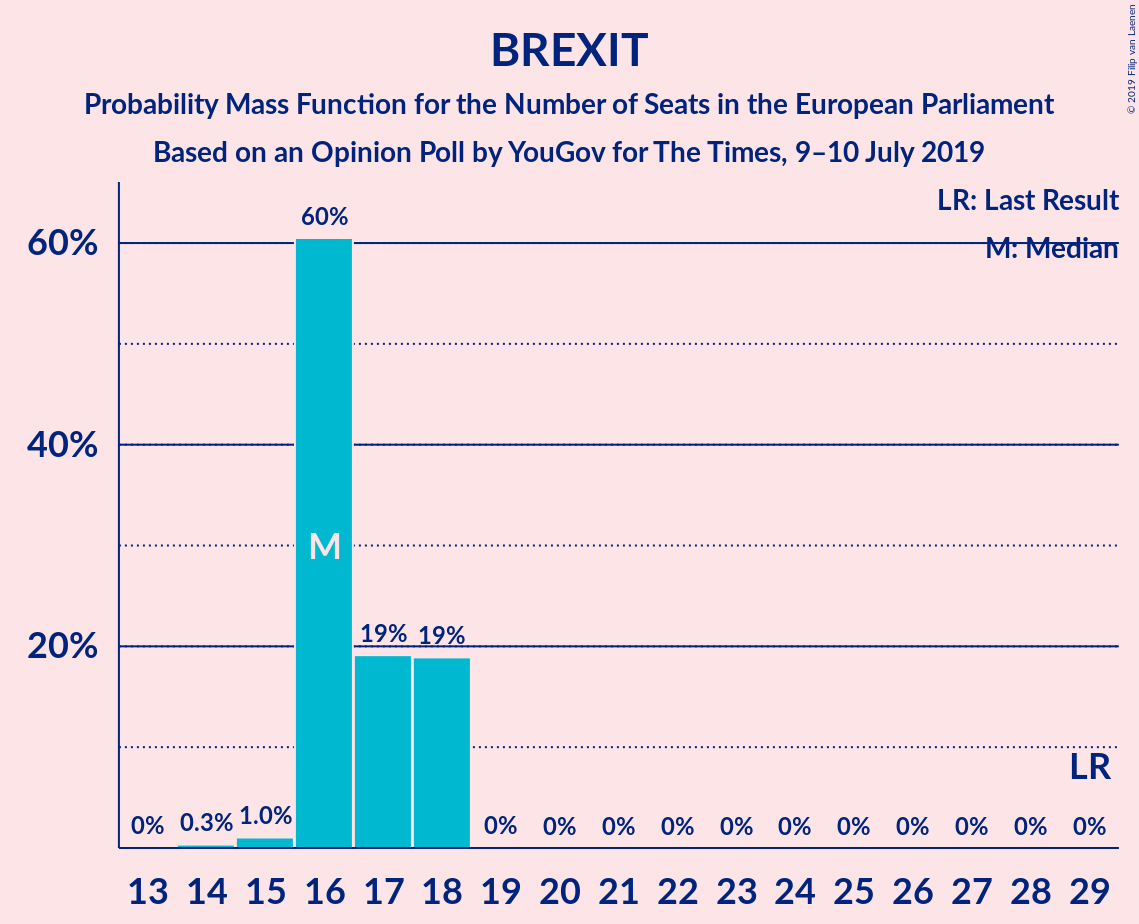 BREXIT
Probability Mass Function for the Number of Seats in the European Parliament
Based on an Opinion Poll by YouGov for The Times, 9–10 July 2019
© 2019 Filip van Laenen
LR: Last Result
M: Median
60%
40%
20%
0% 0.3% 1.0% 60% 19% 19% 0% 0% 0% 0% 0% 0% 0% 0% 0% 0% 0%
M
LR
13 14 15 16 17 18 19 20 21 22 23 24 25 26 27 28 29